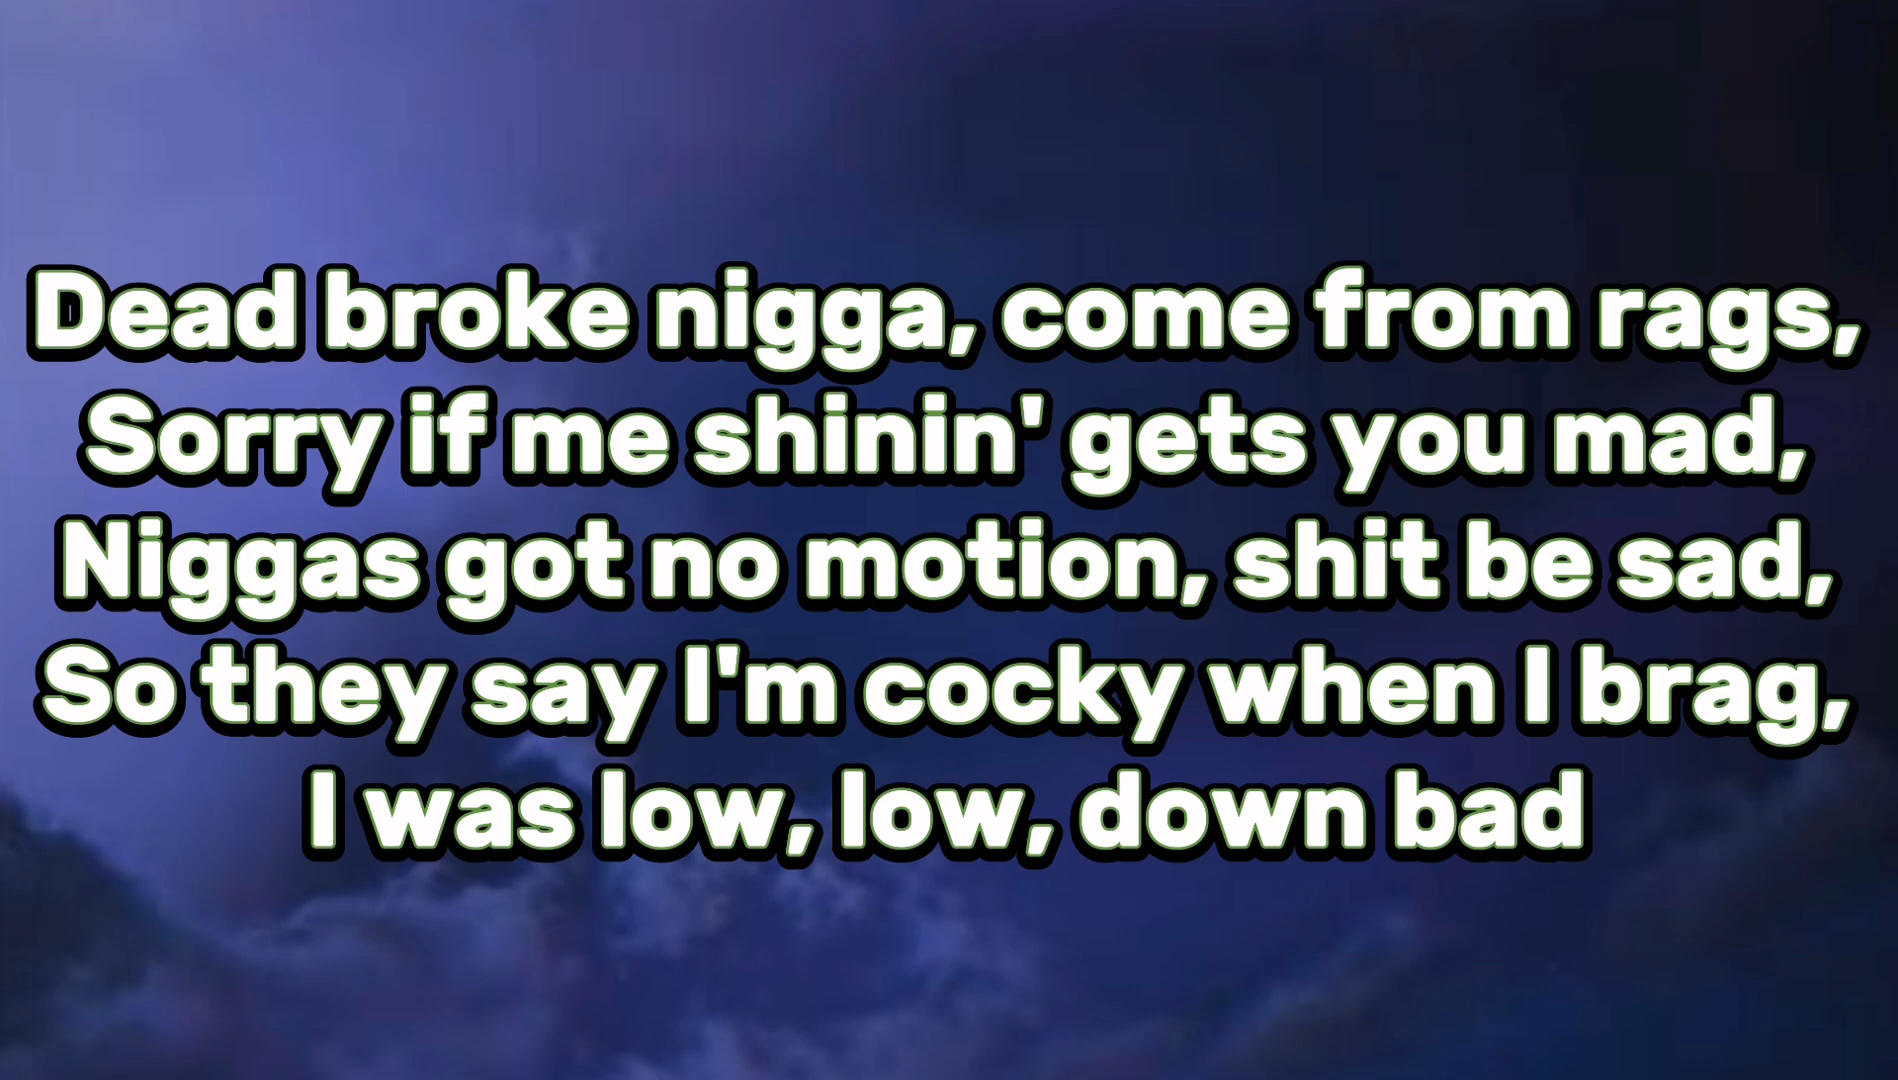 Dead broke nigga, come from rags,
Sorry if me shinin' gets you mad,
Niggas got no motion, shit be sad,
So they say I'm cocky when I brag,
I was low, low, down bad